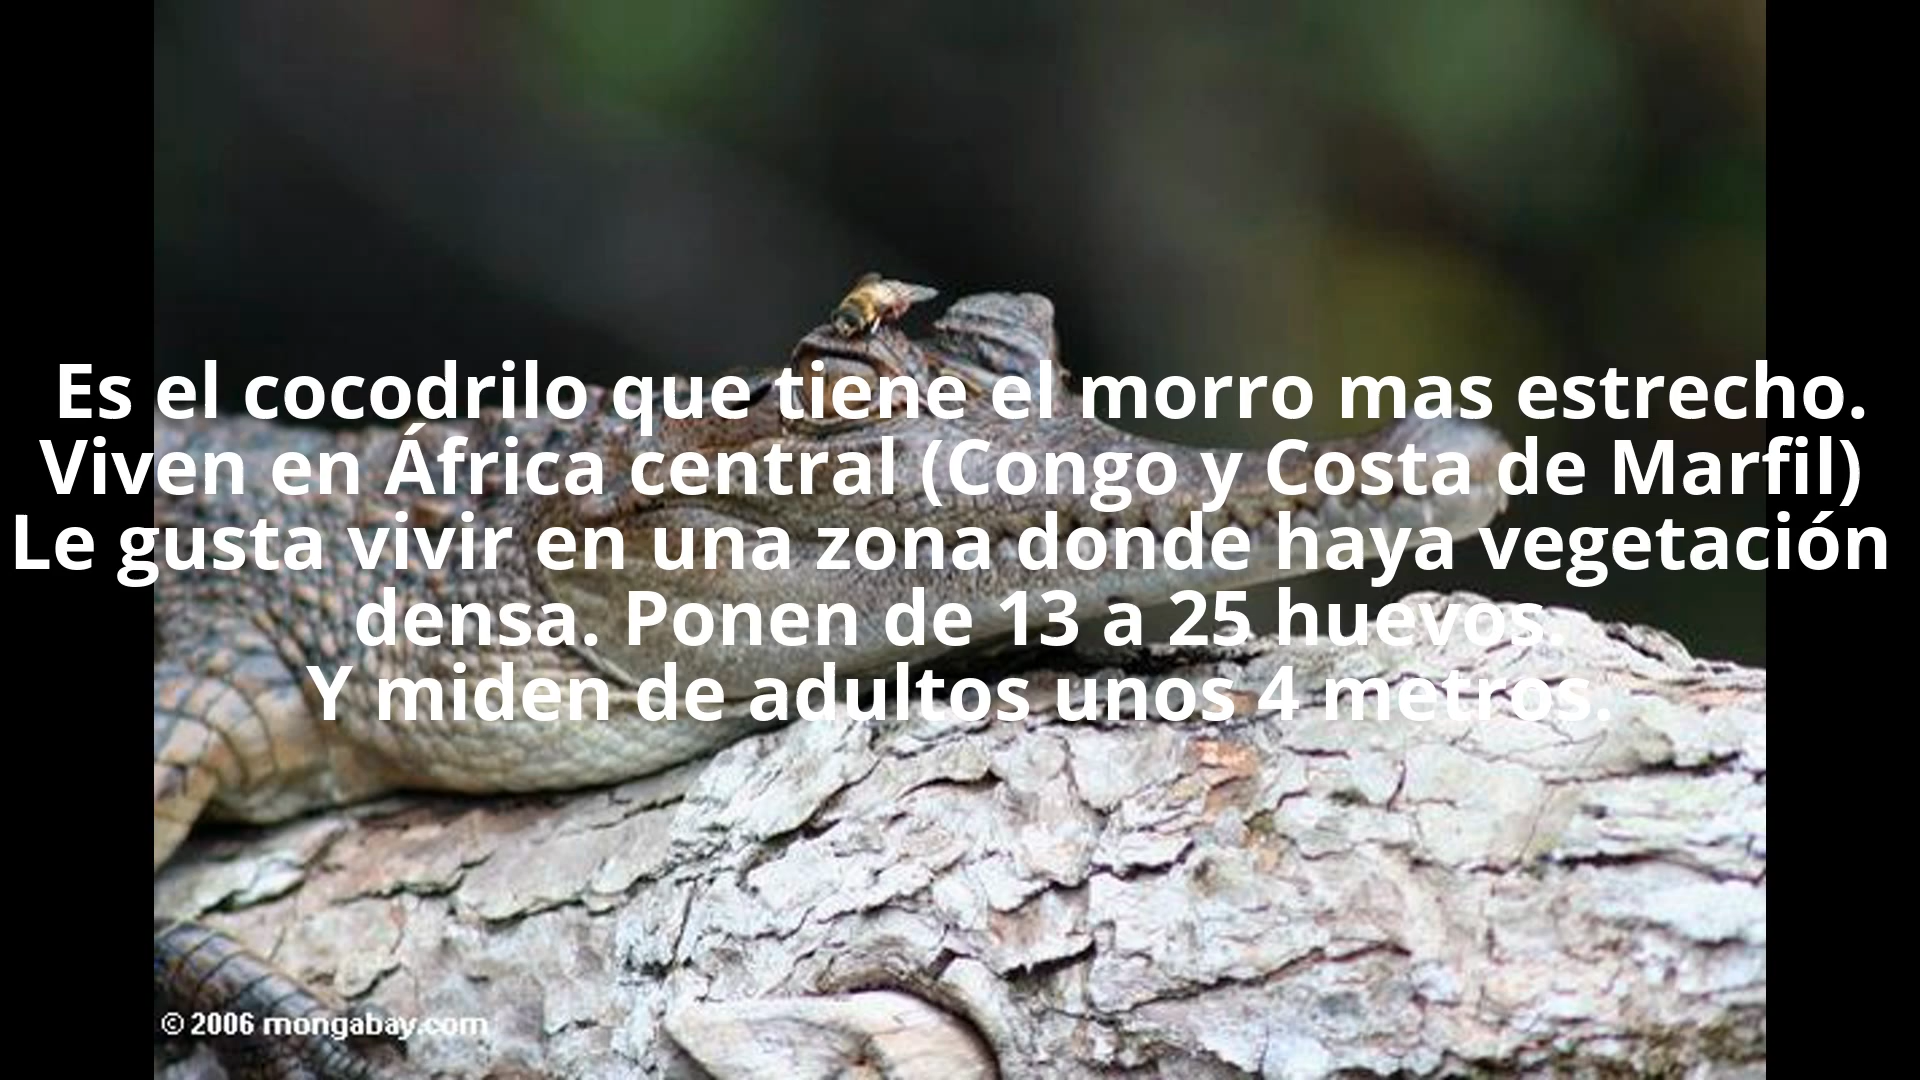 Es el cocodrilo que tiene el morro mas estrecho.
Viven en África central (Congo y Costa de Marfil)
Le gusta vivir en una zona donde haya vegetación
densa. Ponen de 13 a 25 huevos.
Y miden de adultos unos 4 metros.
© 2006 mongabay.com